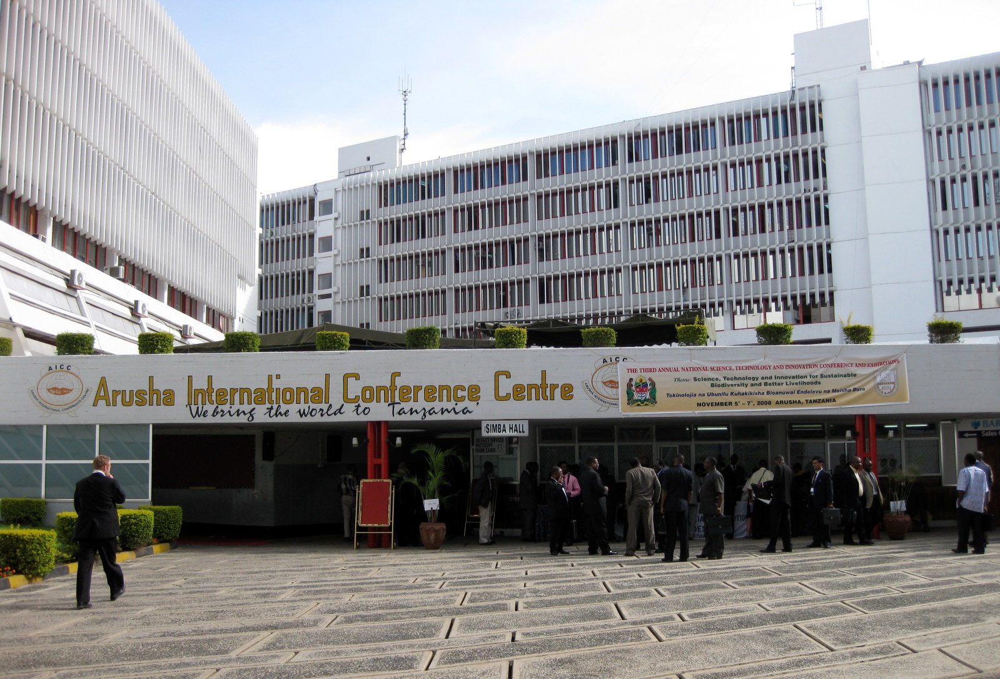 AICC
ARUSHA INTERNATIONAL CONFERENCE CENTRE
Arusha International Conference Centre
'We bring the world to Tanzania'
AICC
ARUSHA INTERNATIONAL
THE THIRD ANNUAL NATIONAL SCIENCE, TECHNOLOGY AND INNOVATION CONFERENCE AND EXHIBITIONS
Theme: Science, Technology and Innovation for Sustainable
Biodiversity and Better Livelihoods
Tekinolojia na Ubunifu Kuhakikisha Bioanuwai Endelevu na Maisha Bora
NOVEMBER 5th – 7th, 2008 ARUSHA, TANZANIA
SIMBA HALL
DELEGATE SERVICES
PHOTOCOPY
PHONE CARDS
BAR
Sales